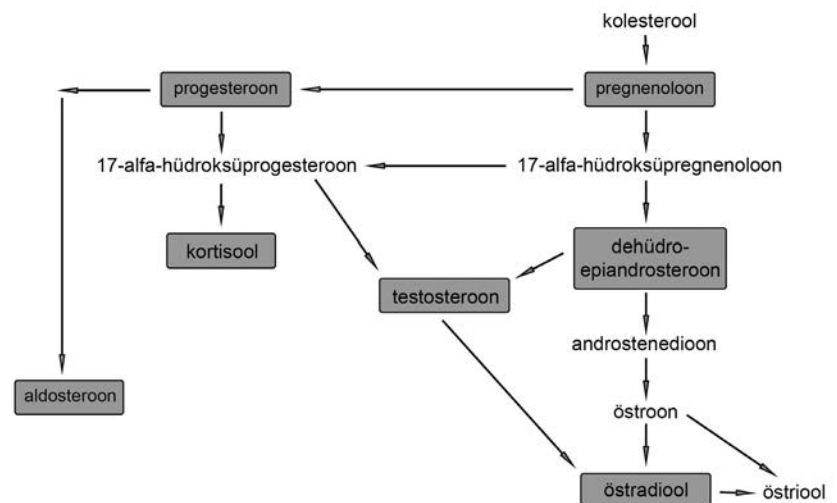 kolesterool
progesteroon
pregnenoloon
17-alfa-hüdroksüprogesteroon
17-alfa-hüdroksüpregnenoloon
kortisool
dehüdro-
epiandrosteroon
testosteroon
androstenedioon
aldosteroon
östroon
östradiool
östriool